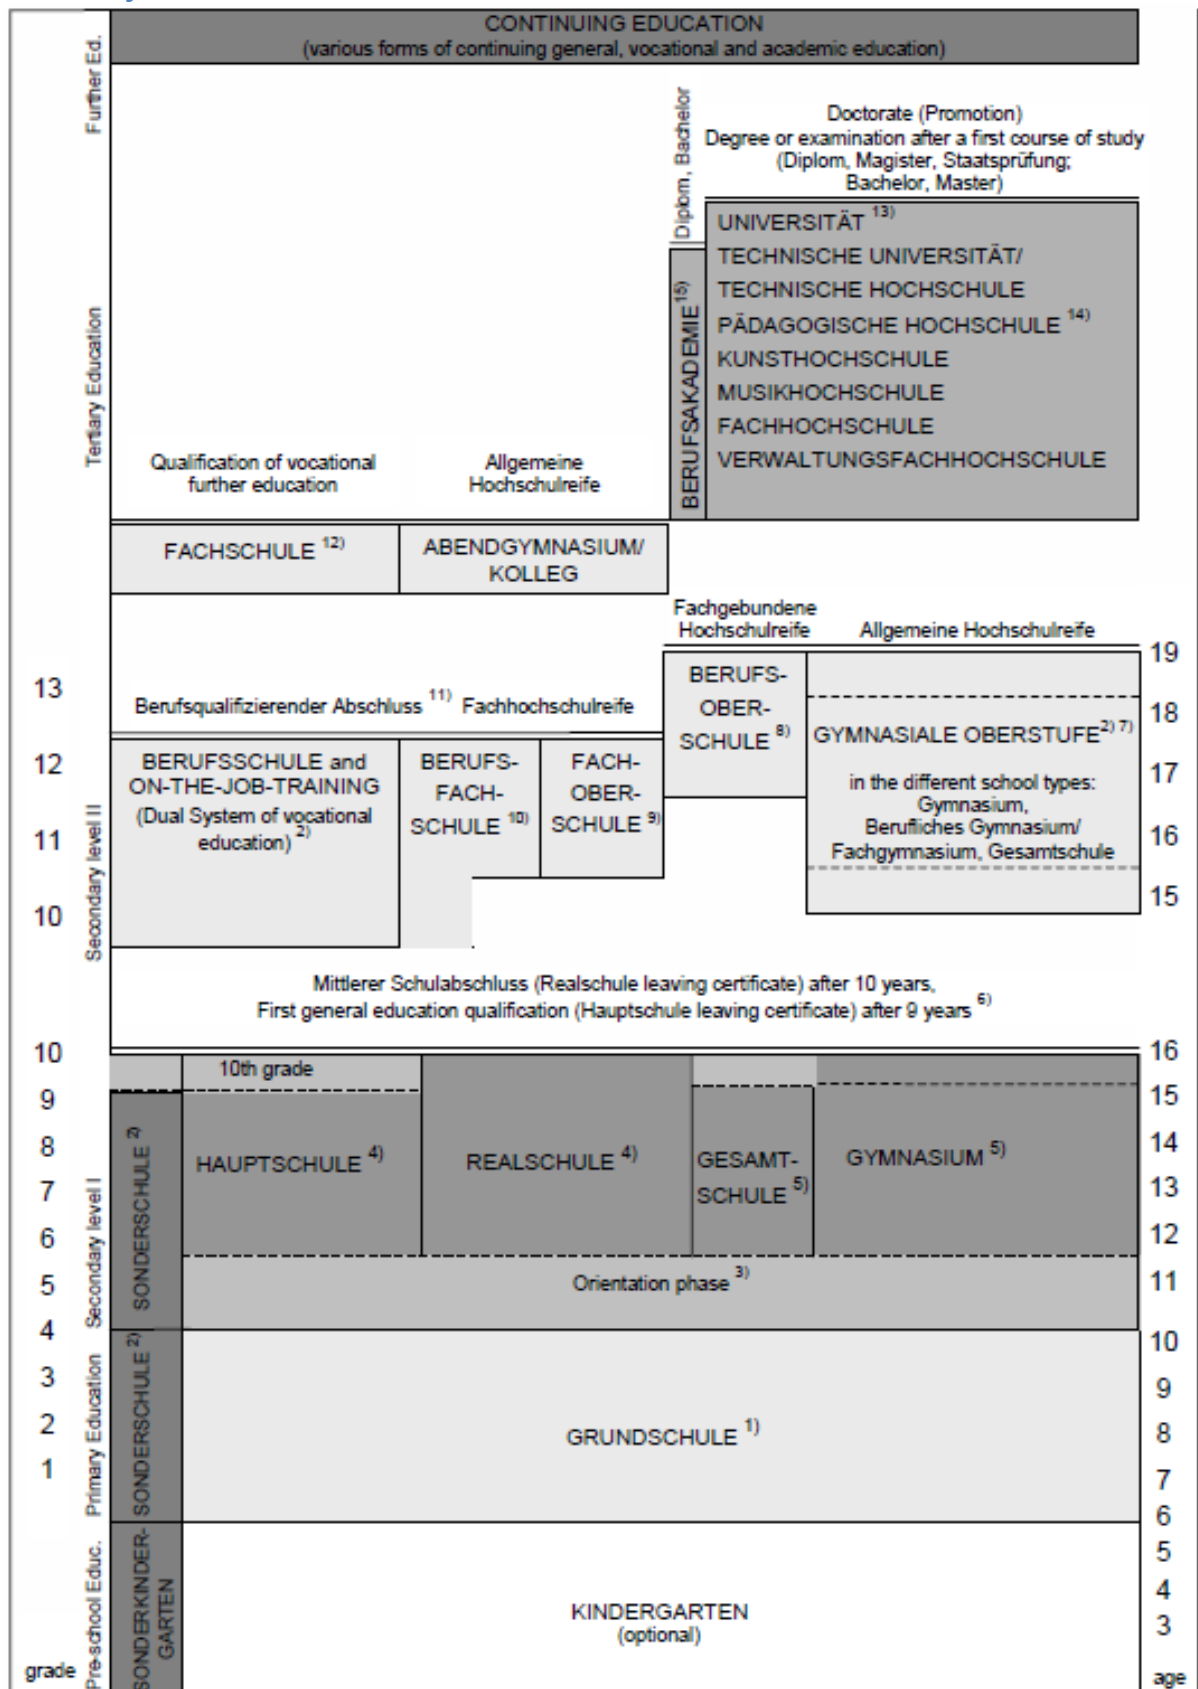 CONTINUING EDUCATION
(various forms of continuing general, vocational and academic education)
Further Ed.
Diplom, Bachelor
Doctorate (Promotion)
Degree or examination after a first course of study
(Diplom, Magister, Staatsprüfung;
Bachelor, Master)
Tertiary Education
BERUFSAKADEMIE 15)
UNIVERSITÄT 13)
TECHNISCHE UNIVERSITÄT/
TECHNISCHE HOCHSCHULE
PÄDAGOGISCHE HOCHSCHULE 14)
KUNSTHOCHSCHULE
MUSIKHOCHSCHULE
FACHHOCHSCHULE
VERWALTUNGSFACHHOCHSCHULE
Qualification of vocational
further education
Allgemeine
Hochschulreife
FACHSCHULE 12)
ABENDGYMNASIUM/
KOLLEG
Fachgebundene
Hochschulreife
Allgemeine Hochschulreife
Berufsqualifizierender Abschluss 11)
Fachhochschulreife
13
12
11
10
Secondary level II
BERUFSSCHULE and
ON-THE-JOB-TRAINING
(Dual System of vocational
education) 2)
BERUFS-
FACH-
SCHULE 10)
FACH-
OBER-
SCHULE 9)
BERUFS-
OBER-
SCHULE 8)
GYMNASIALE OBERSTUFE 2) 7)
in the different school types:
Gymnasium,
Berufliches Gymnasium/
Fachgymnasium, Gesamtschule
19
18
17
16
15
Mittlerer Schulabschluss (Realschule leaving certificate) after 10 years,
First general education qualification (Hauptschule leaving certificate) after 9 years 6)
10
9
8
7
6
5
4
3
2
1
grade
Secondary level I
SONDERSCHULE 2)
10th grade
HAUPTSCHULE 4)
REALSCHULE 4)
GESAMT-
SCHULE 5)
GYMNASIUM 5)
Orientation phase 3)
Primary Education
SONDERSCHULE 2)
GRUNDSCHULE 1)
Pre-school Educ.
SONDERKINDER-
GARTEN
KINDERGARTEN
(optional)
16
15
14
13
12
11
10
9
8
7
6
5
4
3
age